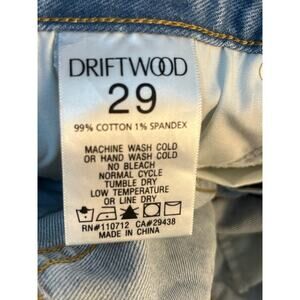 DRIFTWOOD
29
99% COTTON 1% SPANDEX
MACHINE WASH COLD
OR HAND WASH COLD
NO BLEACH
NORMAL CYCLE
TUMBLE DRY
LOW TEMPERATURE
OR LINE DRY
RN#110712 CA#29438
MADE IN CHINA